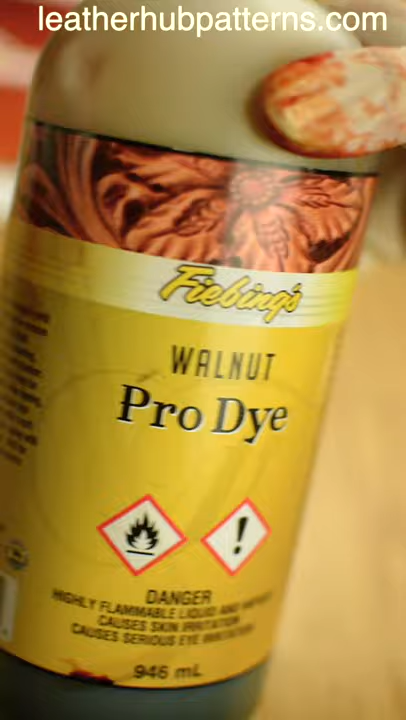 leatherhubpatterns.com
Fiebing's
WALNUT
Pro Dye
DANGER
HIGHLY FLAMMABLE LIQUID AND
CAUSES SKIN IRRITATION
CAUSES SERIOUS EYE IRRITATION
946 mL